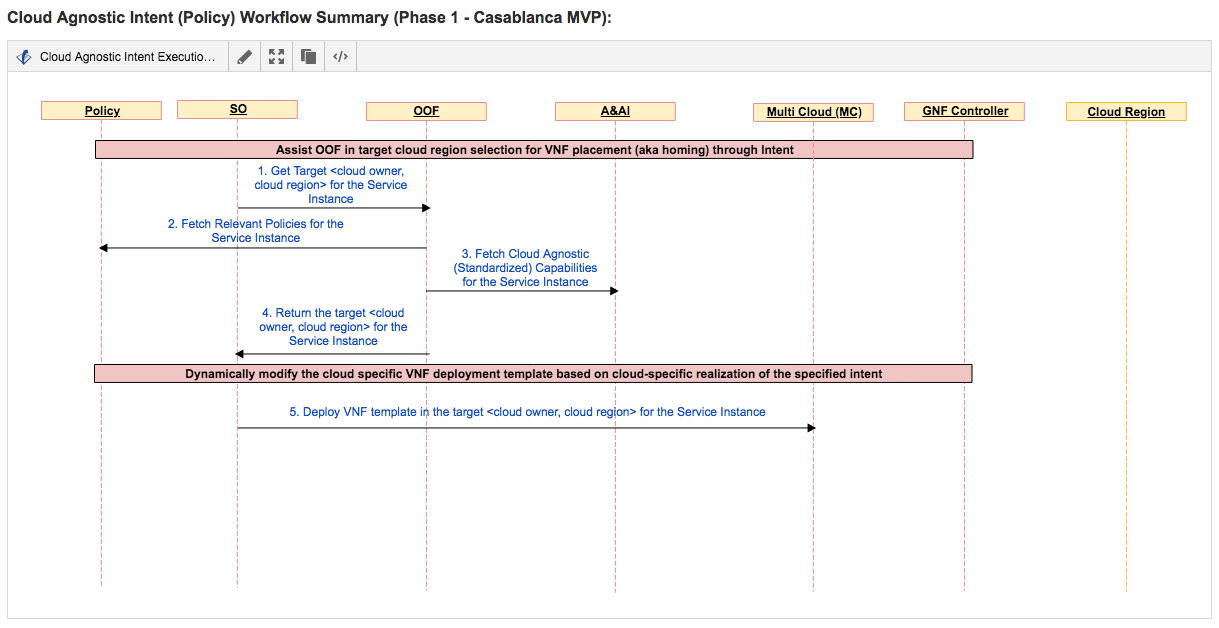 Cloud Agnostic Intent (Policy) Workflow Summary (Phase 1 - Casablanca MVP):
Cloud Agnostic Intent Executio...
Policy
SO
OOF
A&AI
Multi Cloud (MC)
GNF Controller
Cloud Region
Assist OOF in target cloud region selection for VNF placement (aka homing) through Intent
1. Get Target <cloud owner,
cloud region> for the Service
Instance
2. Fetch Relevant Policies for the
Service Instance
3. Fetch Cloud Agnostic
(Standardized) Capabilities
for the Service Instance
4. Return the target <cloud
owner, cloud region> for the
Service Instance
Dynamically modify the cloud specific VNF deployment template based on cloud-specific realization of the specified intent
5. Deploy VNF template in the target <cloud owner, cloud region> for the Service Instance